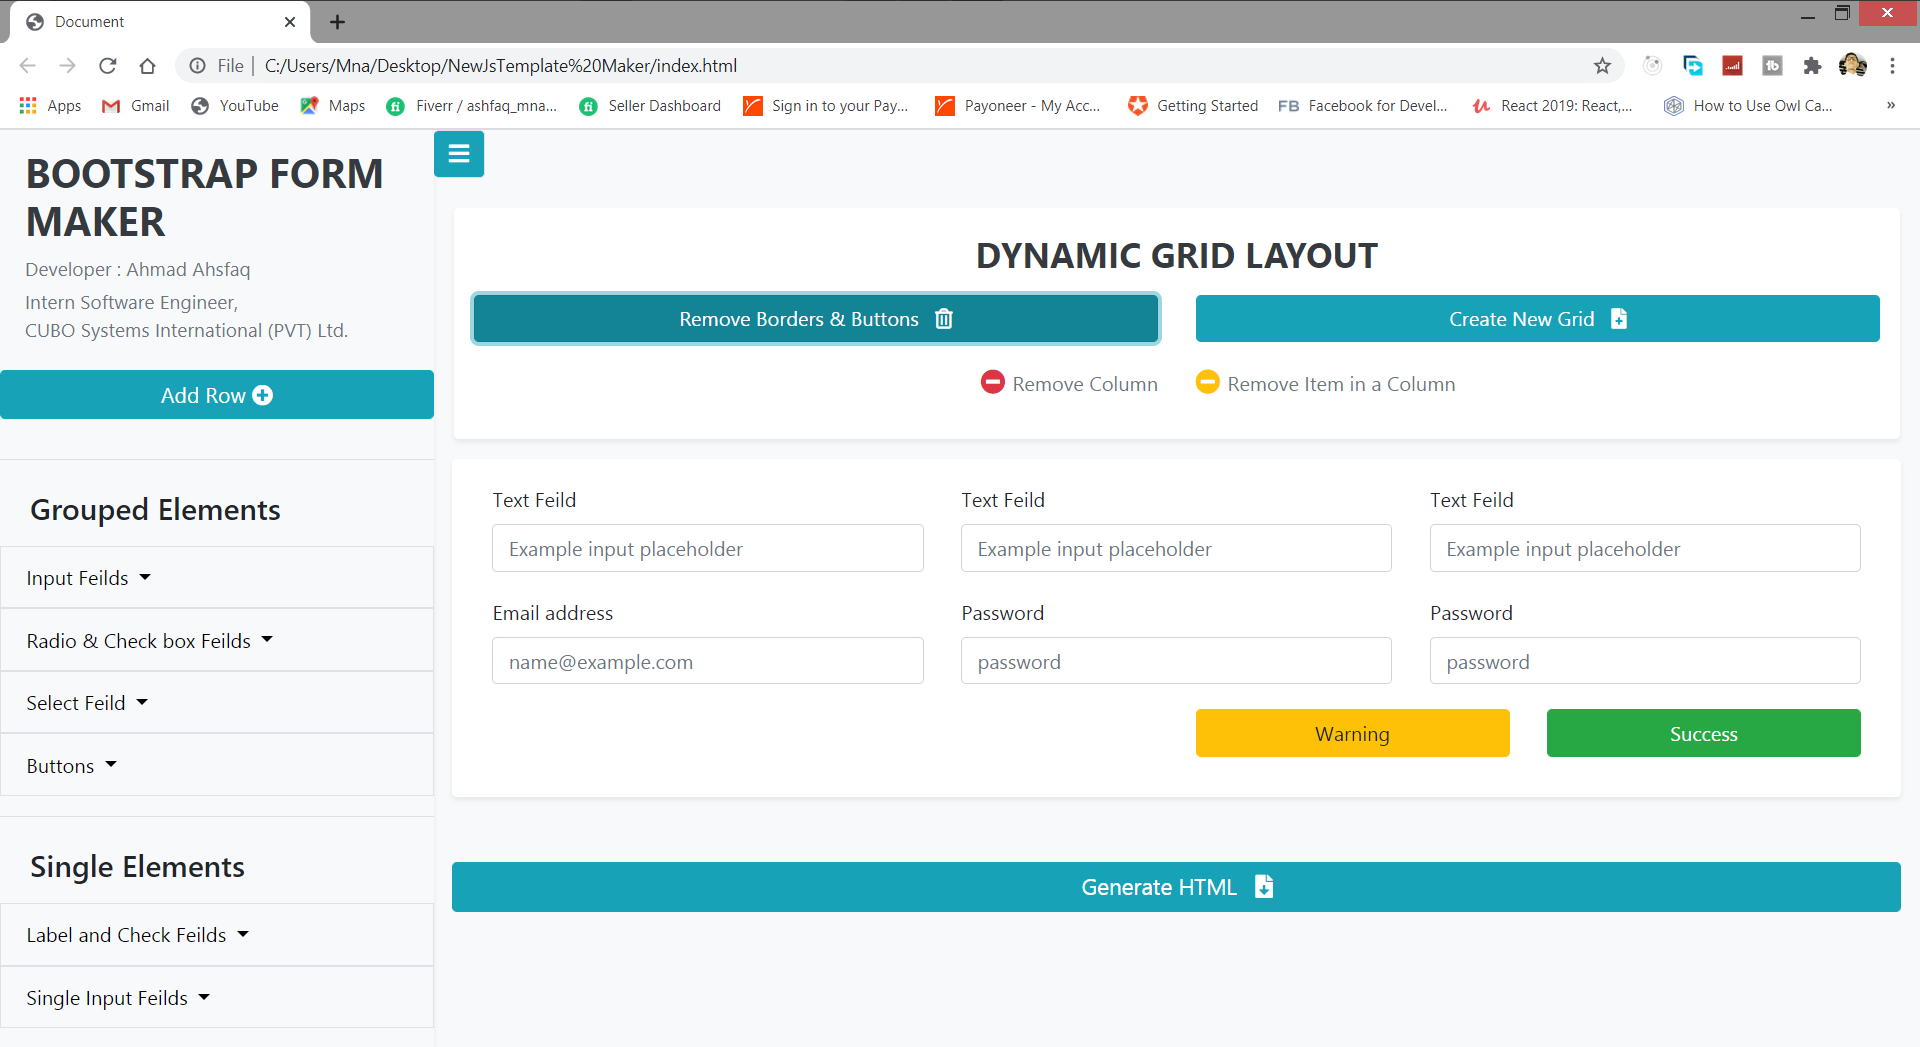 Document
File | C:/Users/Mna/Desktop/NewJsTemplate%20Maker/index.html
Apps Gmail YouTube Maps Fiverr / ashfaq_mna... Seller Dashboard Sign in to your Pay... Payoneer - My Acc... Getting Started FB Facebook for Devel... React 2019: React,... How to Use Owl Ca... »
BOOTSTRAP FORM
MAKER
Developer : Ahmad Ahsfaq
Intern Software Engineer,
CUBO Systems International (PVT) Ltd.
Add Row
Grouped Elements
Input Feilds
Radio & Check box Feilds
Select Feild
Buttons
Single Elements
Label and Check Feilds
Single Input Feilds
DYNAMIC GRID LAYOUT
Remove Borders & Buttons Create New Grid
Remove Column Remove Item in a Column
Text Feild Text Feild Text Feild
Example input placeholder Example input placeholder Example input placeholder
Email address Password Password
name@example.com password password
Warning Success
Generate HTML